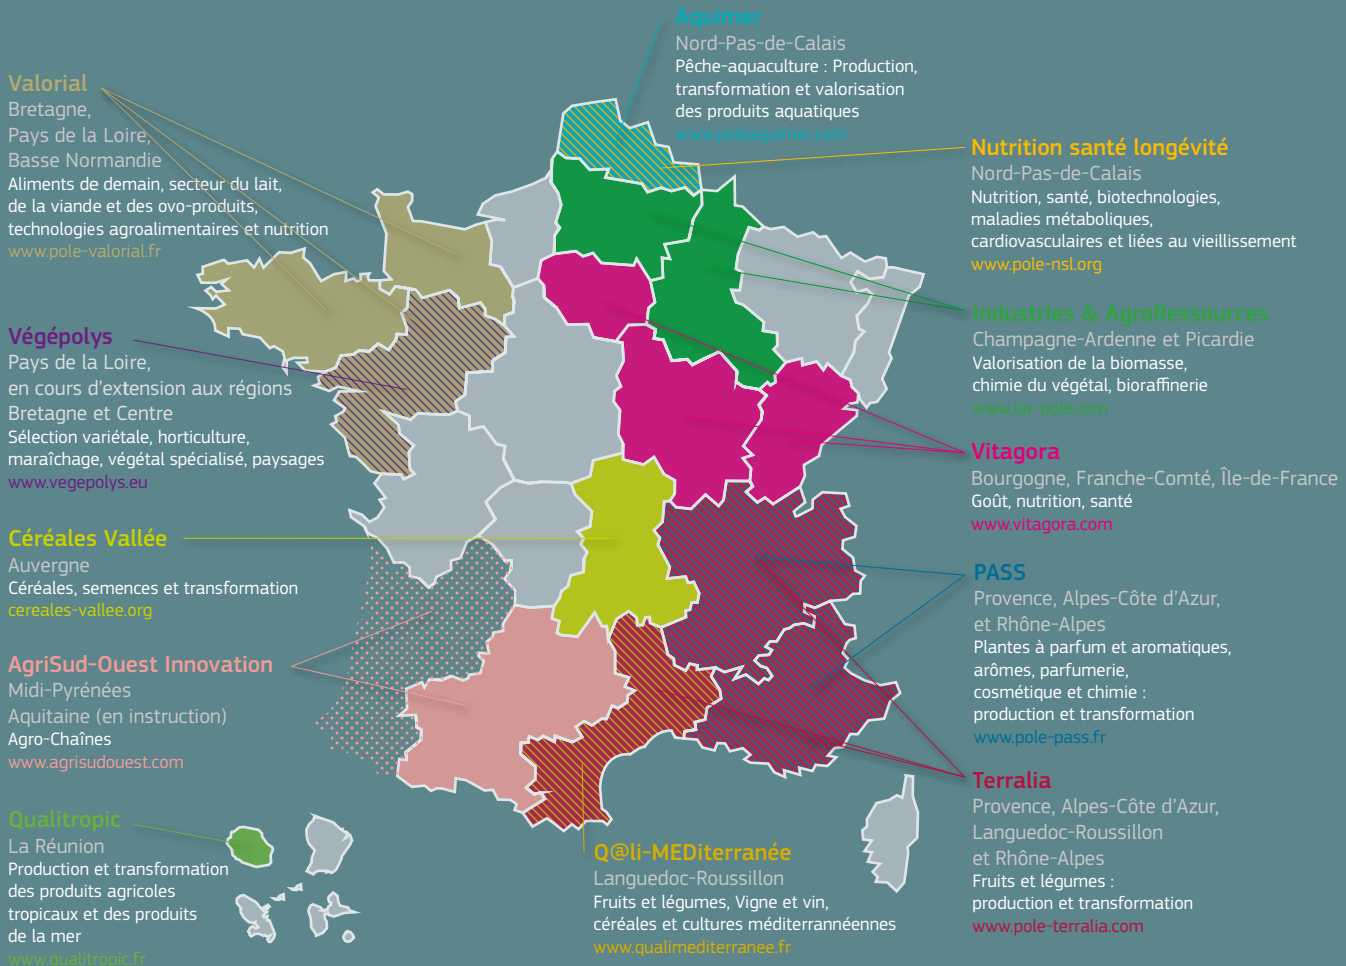 Aquimer
Nord-Pas-de-Calais
Pêche-aquaculture : Production,
transformation et valorisation
des produits aquatiques
www.poleaquimer.com
Valorial
Bretagne,
Pays de la Loire,
Basse Normandie
Aliments de demain, secteur du lait,
de la viande et des ovo-produits,
technologies agroalimentaires et nutrition
www.pole-valorial.fr
Nutrition santé longévité
Nord-Pas-de-Calais
Nutrition, santé, biotechnologies,
maladies métaboliques,
cardiovasculaires et liées au vieillissement
www.pole-nsl.org
Industries & AgroRessources
Champagne-Ardenne et Picardie
Valorisation de la biomasse,
chimie du végétal, bioraffinerie
www.iar-pole.com
Végépolys
Pays de la Loire,
en cours d'extension aux régions
Bretagne et Centre
Sélection variétale, horticulture,
maraîchage, végétal spécialisé, paysages
www.vegepolys.eu
Vitagora
Bourgogne, Franche-Comté, Île-de-France
Goût, nutrition, santé
www.vitagora.com
Céréales Vallée
Auvergne
Céréales, semences et transformation
cereales-vallee.org
PASS
Provence, Alpes-Côte d'Azur,
et Rhône-Alpes
Plantes à parfum et aromatiques,
arômes, parfumerie,
cosmétique et chimie :
production et transformation
www.pole-pass.fr
AgriSud-Ouest Innovation
Midi-Pyrénées
Aquitaine (en instruction)
Agro-Chaînes
www.agrisudouest.com
Terralia
Provence, Alpes-Côte d'Azur,
Languedoc-Roussillon
et Rhône-Alpes
Fruits et légumes :
production et transformation
www.pole-terralia.com
Qualitropic
La Réunion
Production et transformation
des produits agricoles
tropicaux et des produits
de la mer
www.qualitropic.fr
Q@li-MEDiterranée
Languedoc-Roussillon
Fruits et légumes, Vigne et vin,
céréales et cultures méditerrannéennes
www.qualimediterranee.fr